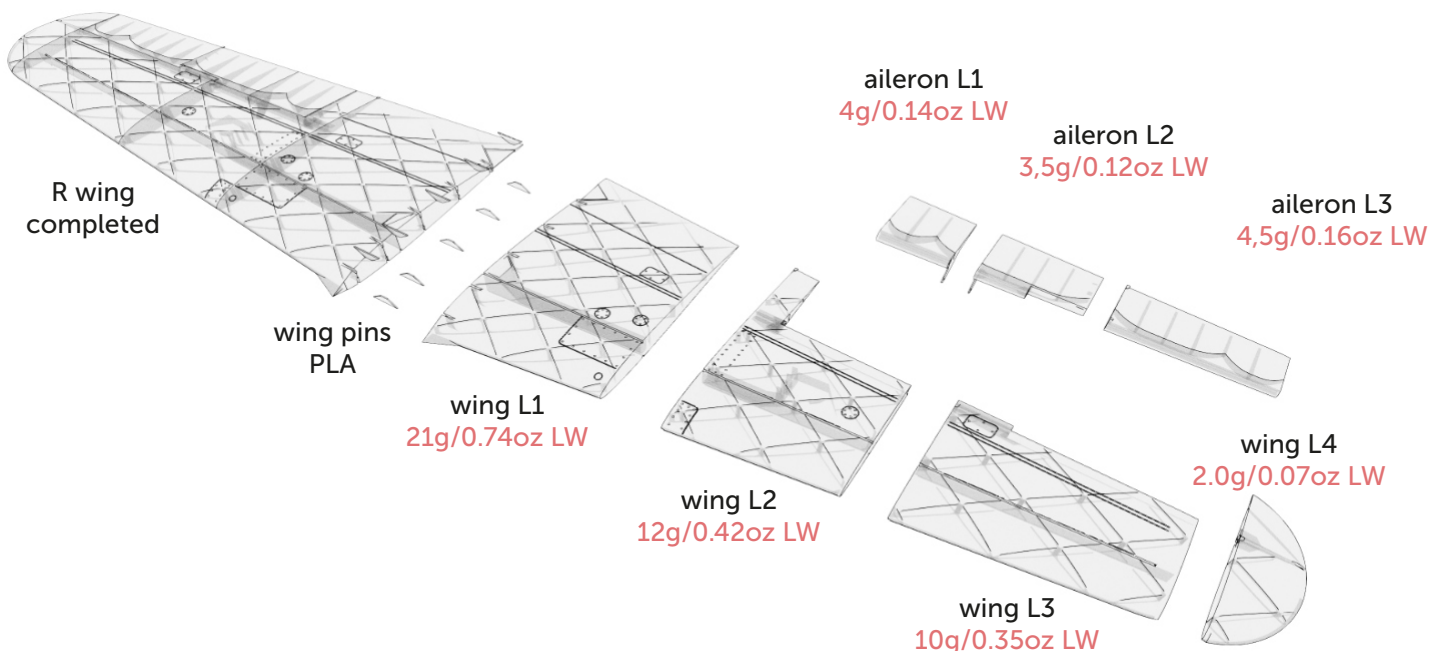 aileron L1
4g/0.14oz LW
aileron L2
3,5g/0.12oz LW
aileron L3
4,5g/0.16oz LW
R wing
completed
wing pins
PLA
wing L1
21g/0.74oz LW
wing L2
12g/0.42oz LW
wing L4
2.0g/0.07oz LW
wing L3
10g/0.35oz LW